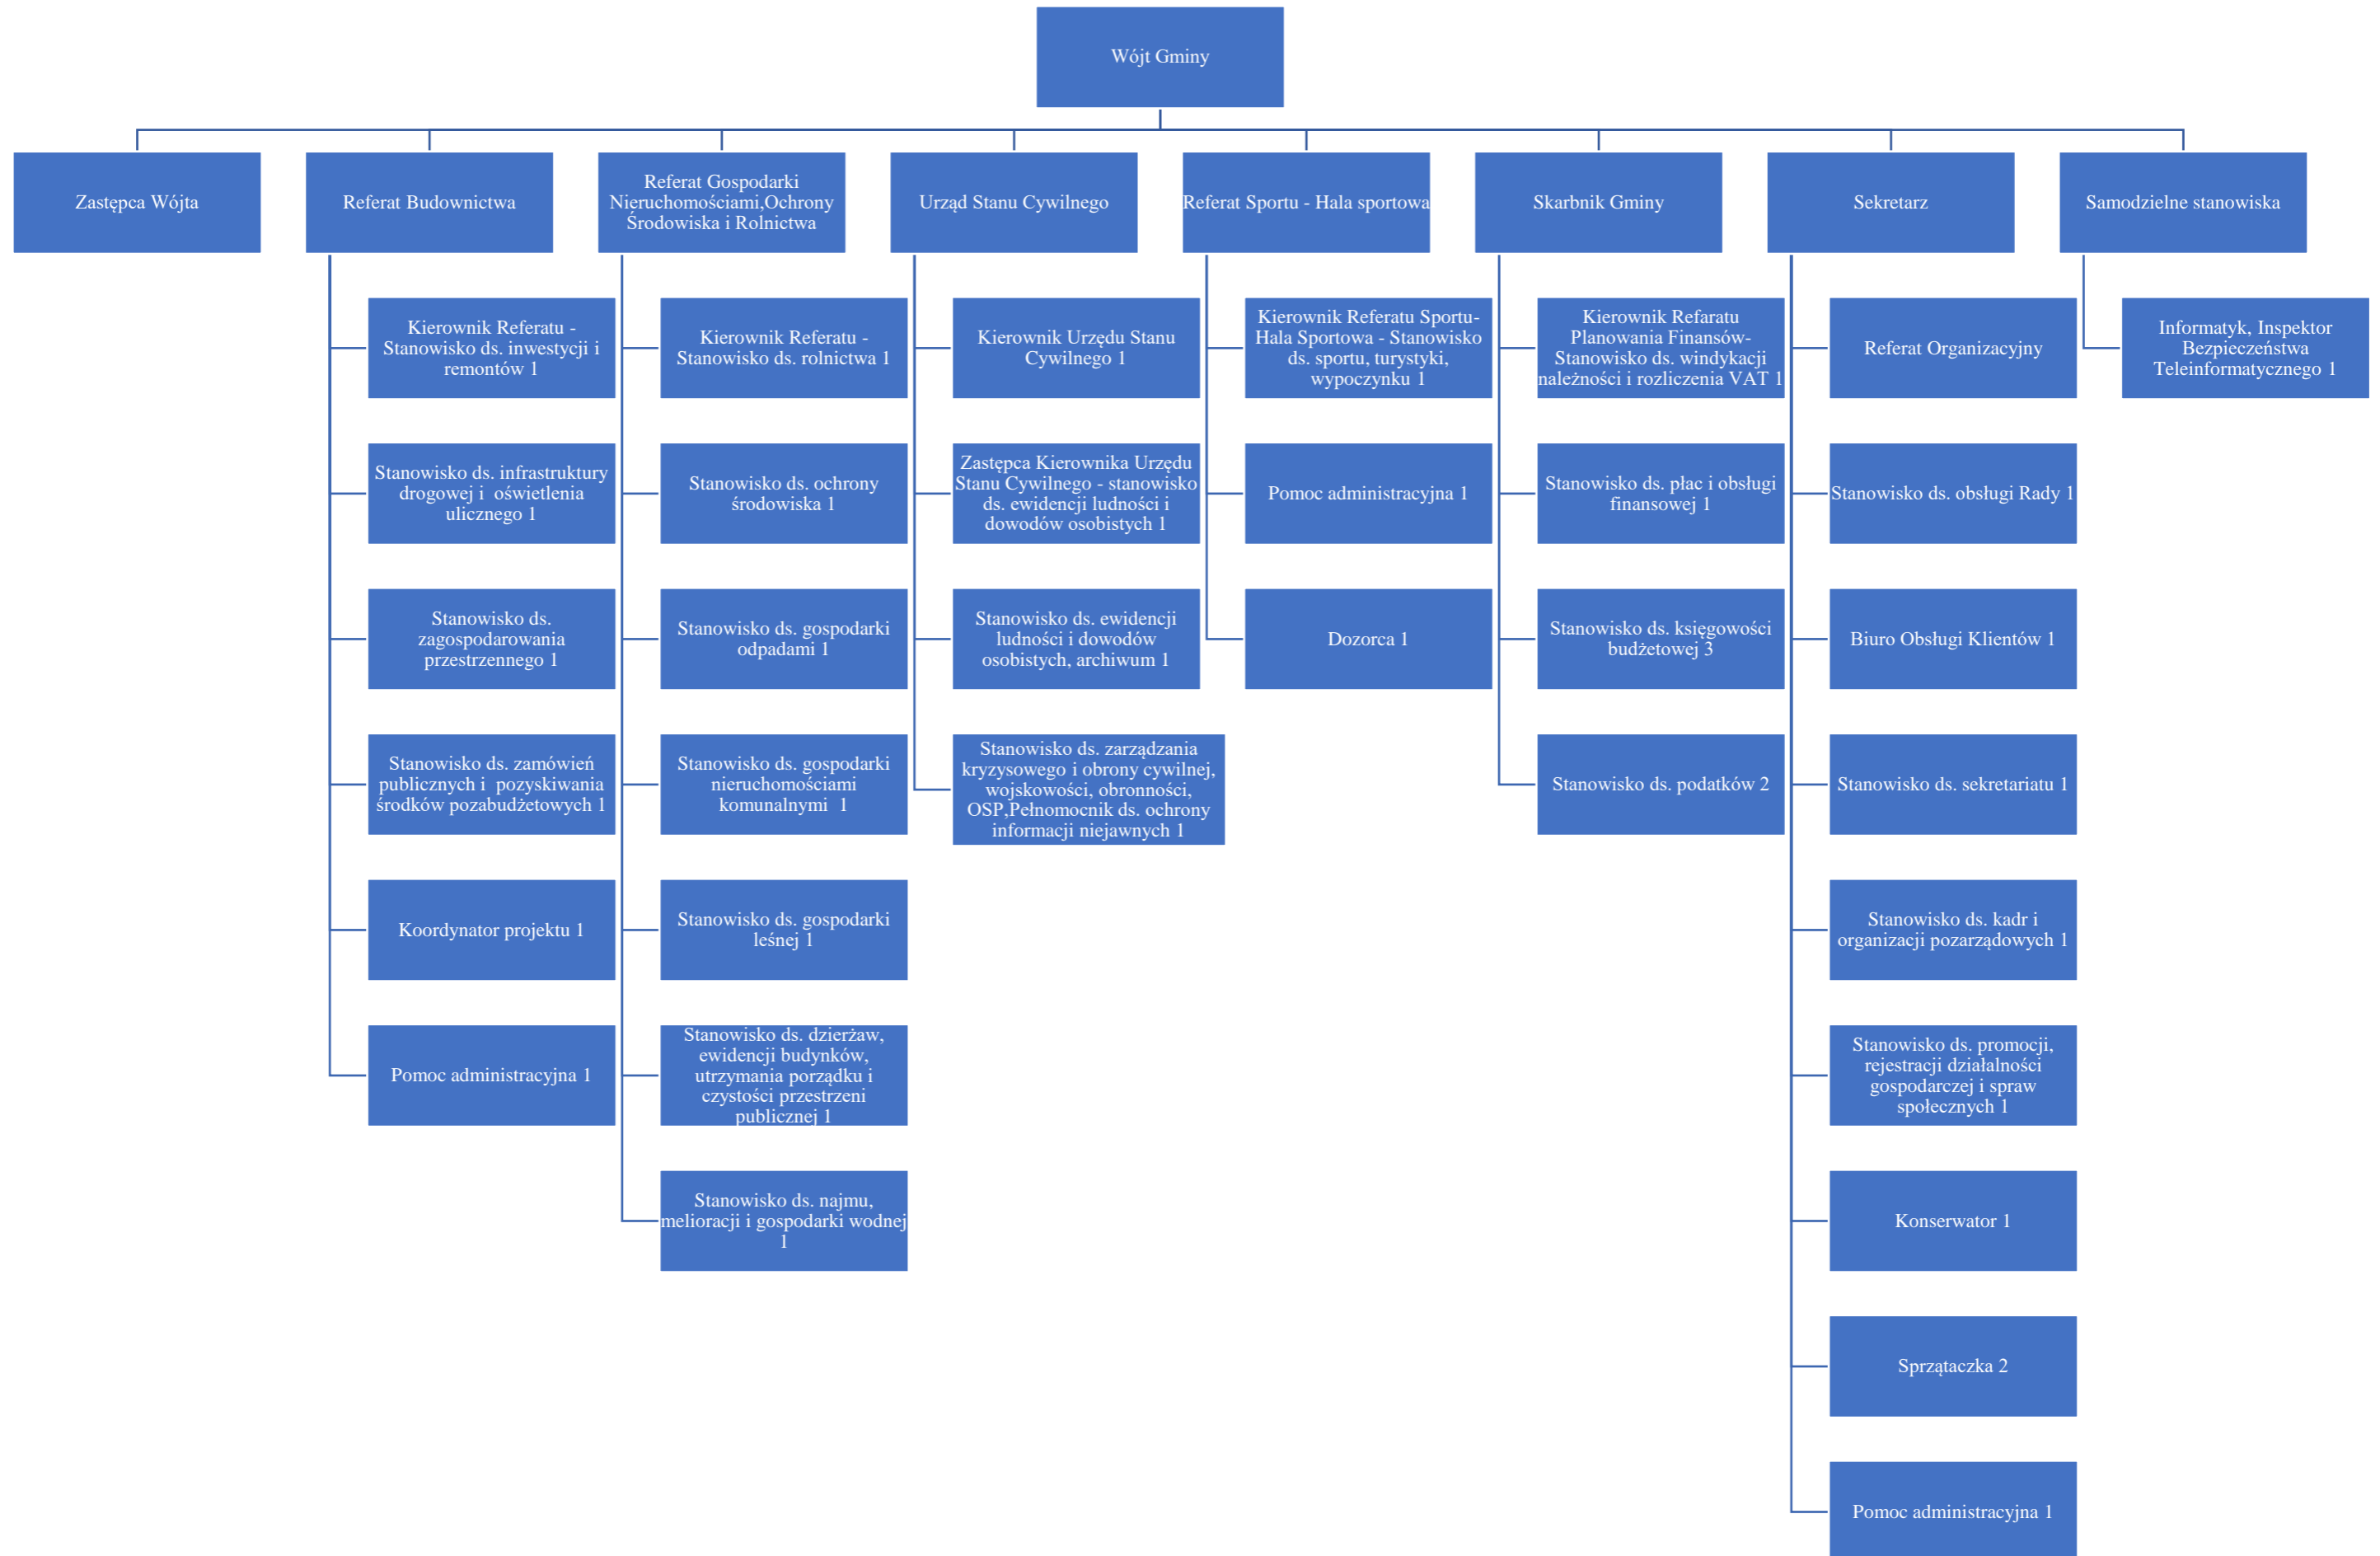 Wójt Gminy
Zastępca Wójta
Referat Budownictwa
Referat Gospodarki
Nieruchomościami,Ochrony
Środowiska i Rolnictwa
Urząd Stanu Cywilnego
Referat Sportu - Hala sportowa
Skarbnik Gminy
Sekretarz
Samodzielne stanowiska
Kierownik Referatu -
Stanowisko ds. inwestycji i
remontów 1
Stanowisko ds. infrastruktury
drogowej i  oświetlenia
ulicznego 1
Stanowisko ds.
zagospodarowania
przestrzennego 1
Stanowisko ds. zamówień
publicznych i  pozyskiwania
środków pozabudżetowych 1
Koordynator projektu 1
Pomoc administracyjna 1
Kierownik Referatu -
Stanowisko ds. rolnictwa 1
Stanowisko ds. ochrony
środowiska 1
Stanowisko ds. gospodarki
odpadami 1
Stanowisko ds. gospodarki
nieruchomościami
komunalnymi  1
Stanowisko ds. gospodarki
leśnej 1
Stanowisko ds. dzierżaw,
ewidencji budynków,
utrzymania porządku i
czystości przestrzeni
publicznej 1
Stanowisko ds. najmu,
melioracji i gospodarki wodnej
1
Kierownik Urzędu Stanu
Cywilnego 1
Zastępca Kierownika Urzędu
Stanu Cywilnego - stanowisko
ds. ewidencji ludności i
dowodów osobistych 1
Stanowisko ds. ewidencji
ludności i dowodów
osobistych, archiwum 1
Stanowisko ds. zarządzania
kryzysowego i obrony cywilnej,
wojskowości, obronności,
OSP,Pełnomocnik ds. ochrony
informacji niejawnych 1
Kierownik Referatu Sportu-
Hala Sportowa - Stanowisko
ds. sportu, turystyki,
wypoczynku 1
Pomoc administracyjna 1
Dozorca 1
Kierownik Refaratu
Planowania Finansów-
Stanowisko ds. windykacji
należności i rozliczenia VAT 1
Stanowisko ds. płac i obsługi
finansowej 1
Stanowisko ds. księgowości
budżetowej 3
Stanowisko ds. podatków 2
Referat Organizacyjny
Stanowisko ds. obsługi Rady 1
Biuro Obsługi Klientów 1
Stanowisko ds. sekretariatu 1
Stanowisko ds. kadr i
organizacji pozarządowych 1
Stanowisko ds. promocji,
rejestracji działalności
gospodarczej i spraw
społecznych 1
Konserwator 1
Sprzątaczka 2
Pomoc administracyjna 1
Informatyk, Inspektor
Bezpieczeństwa
Teleinformatycznego 1